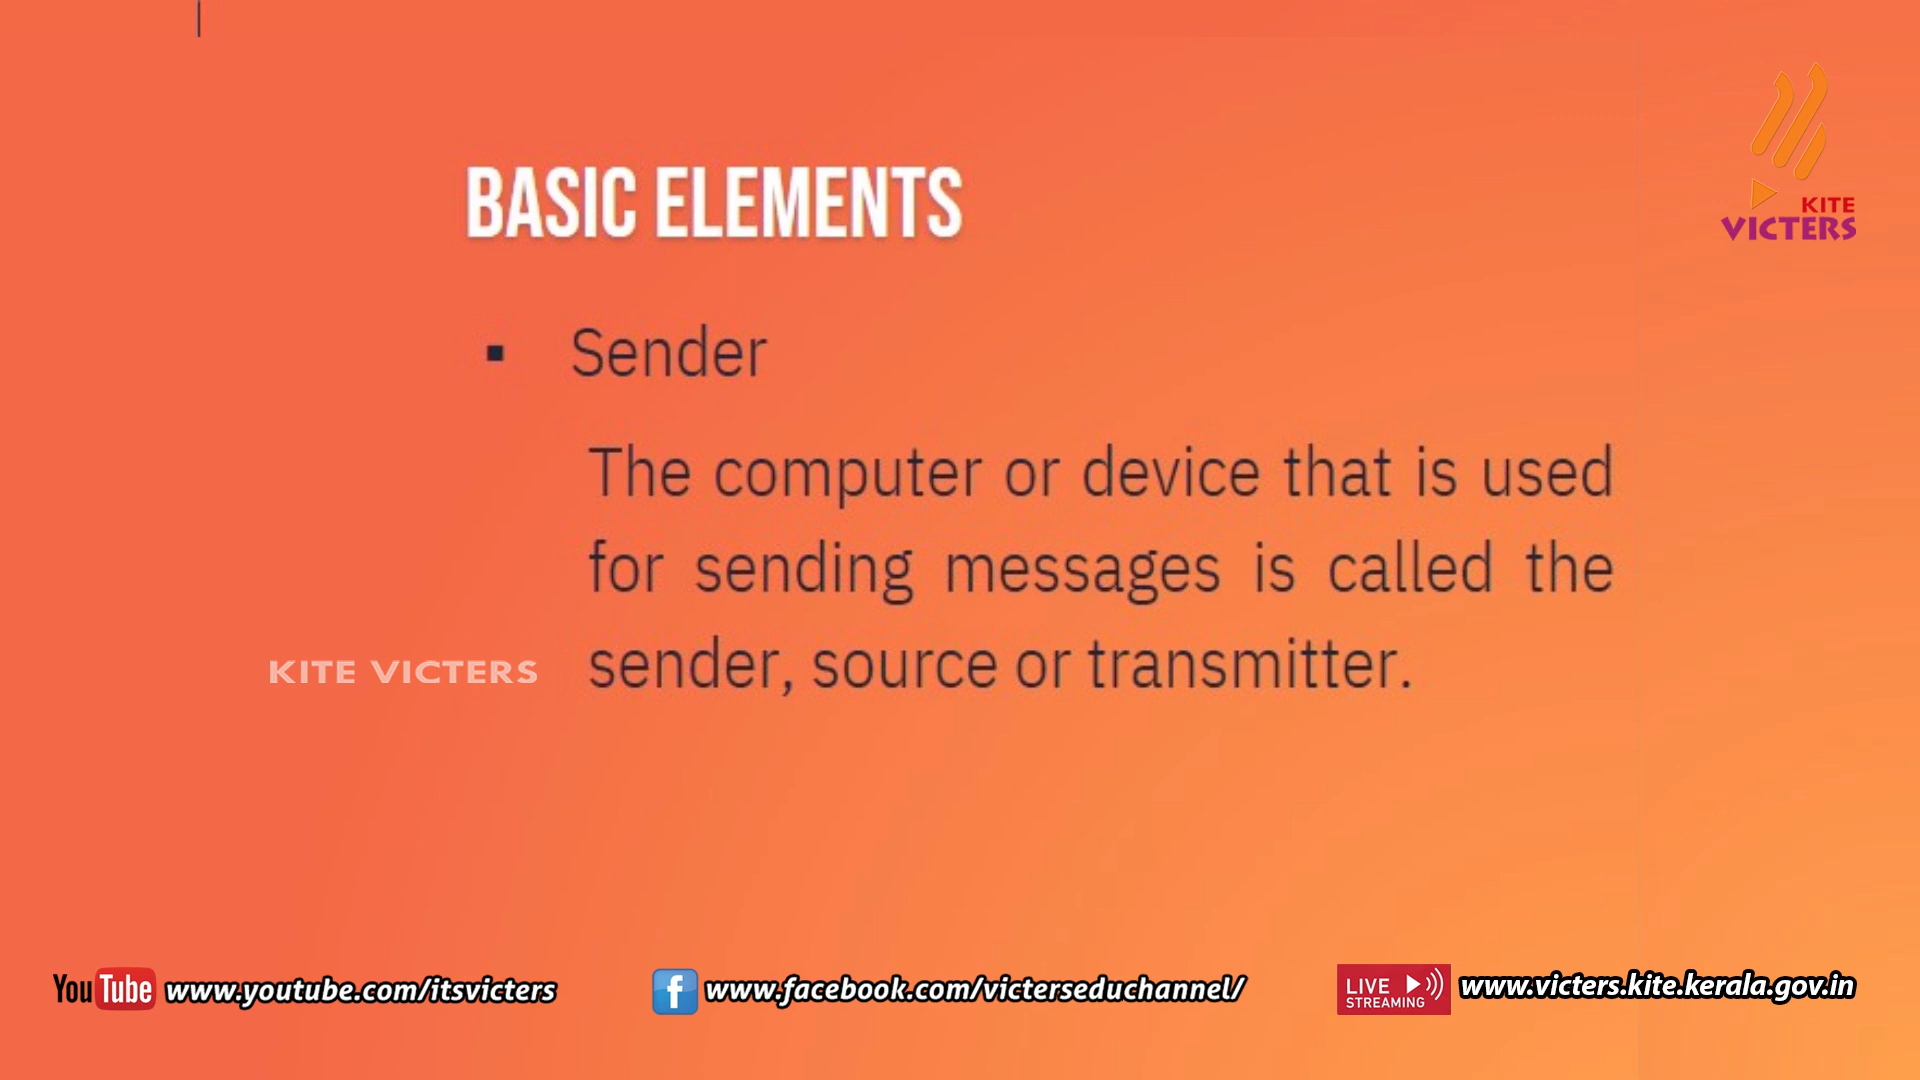 BASIC ELEMENTS
KITE
VICTERS
▪ Sender
The computer or device that is used
for sending messages is called the
sender, source or transmitter.
KITE VICTERS
YouTube www.youtube.com/itsvicters
f www.facebook.com/victerseduchannel/
LIVE
STREAMING
www.victers.kite.kerala.gov.in